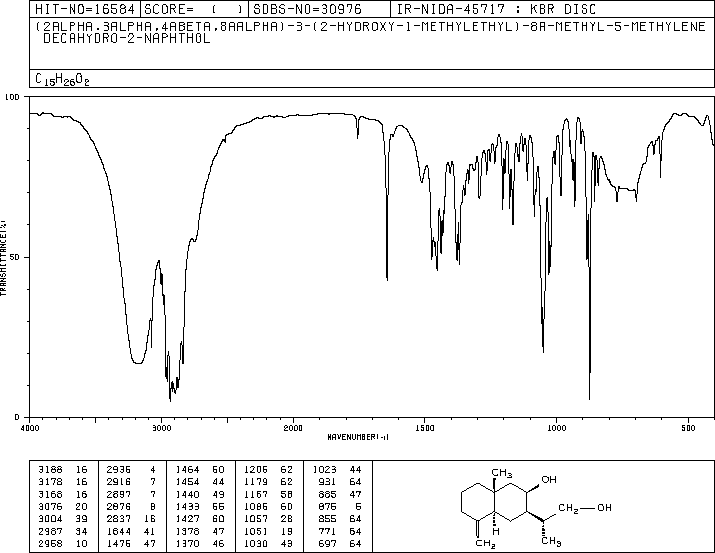 HIT-NO=16584 SCORE= ( ) SDBS-NO=30976 IR-NIDA-45717 : KBR DISC
(2ALPHA,3ALPHA,4ABETA,8AALPHA)-3-(2-HYDROXY-1-METHYLETHYL)-8A-METHYL-5-METHYLENE
DECAHYDRO-2-NAPHTHOL
C15H26O2
100
TRANSMITTANCE(%)
50
0
4000 3000 2000 1500 1000 500
WAVENUMBER(-1)
3188 16 2936 4 1464 50 1206 62 1023 44
3178 16 2916 7 1454 44 1179 62 931 64
3168 16 2897 7 1440 49 1167 58 885 47
3076 20 2876 8 1433 55 1086 60 875 5
3004 39 2837 16 1427 60 1057 28 855 64
2987 34 1644 41 1378 47 1051 19 771 64
2958 10 1475 47 1370 46 1030 43 697 64
CH3
OH
CH2 OH
H
CH2
CH3